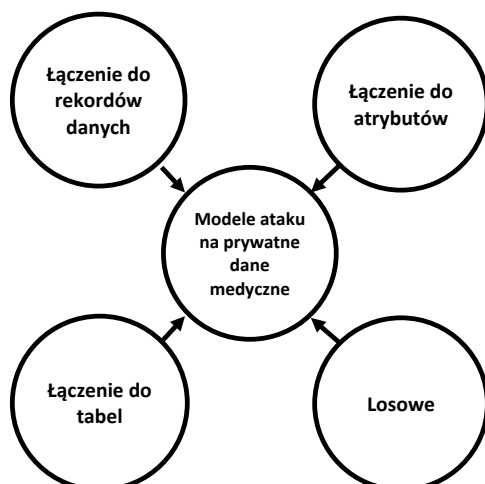 Łączenie do
rekordów
danych
Łączenie do
atrybutów
Modele ataku
na prywatne
dane
medyczne
Łączenie do
tabel
Losowe